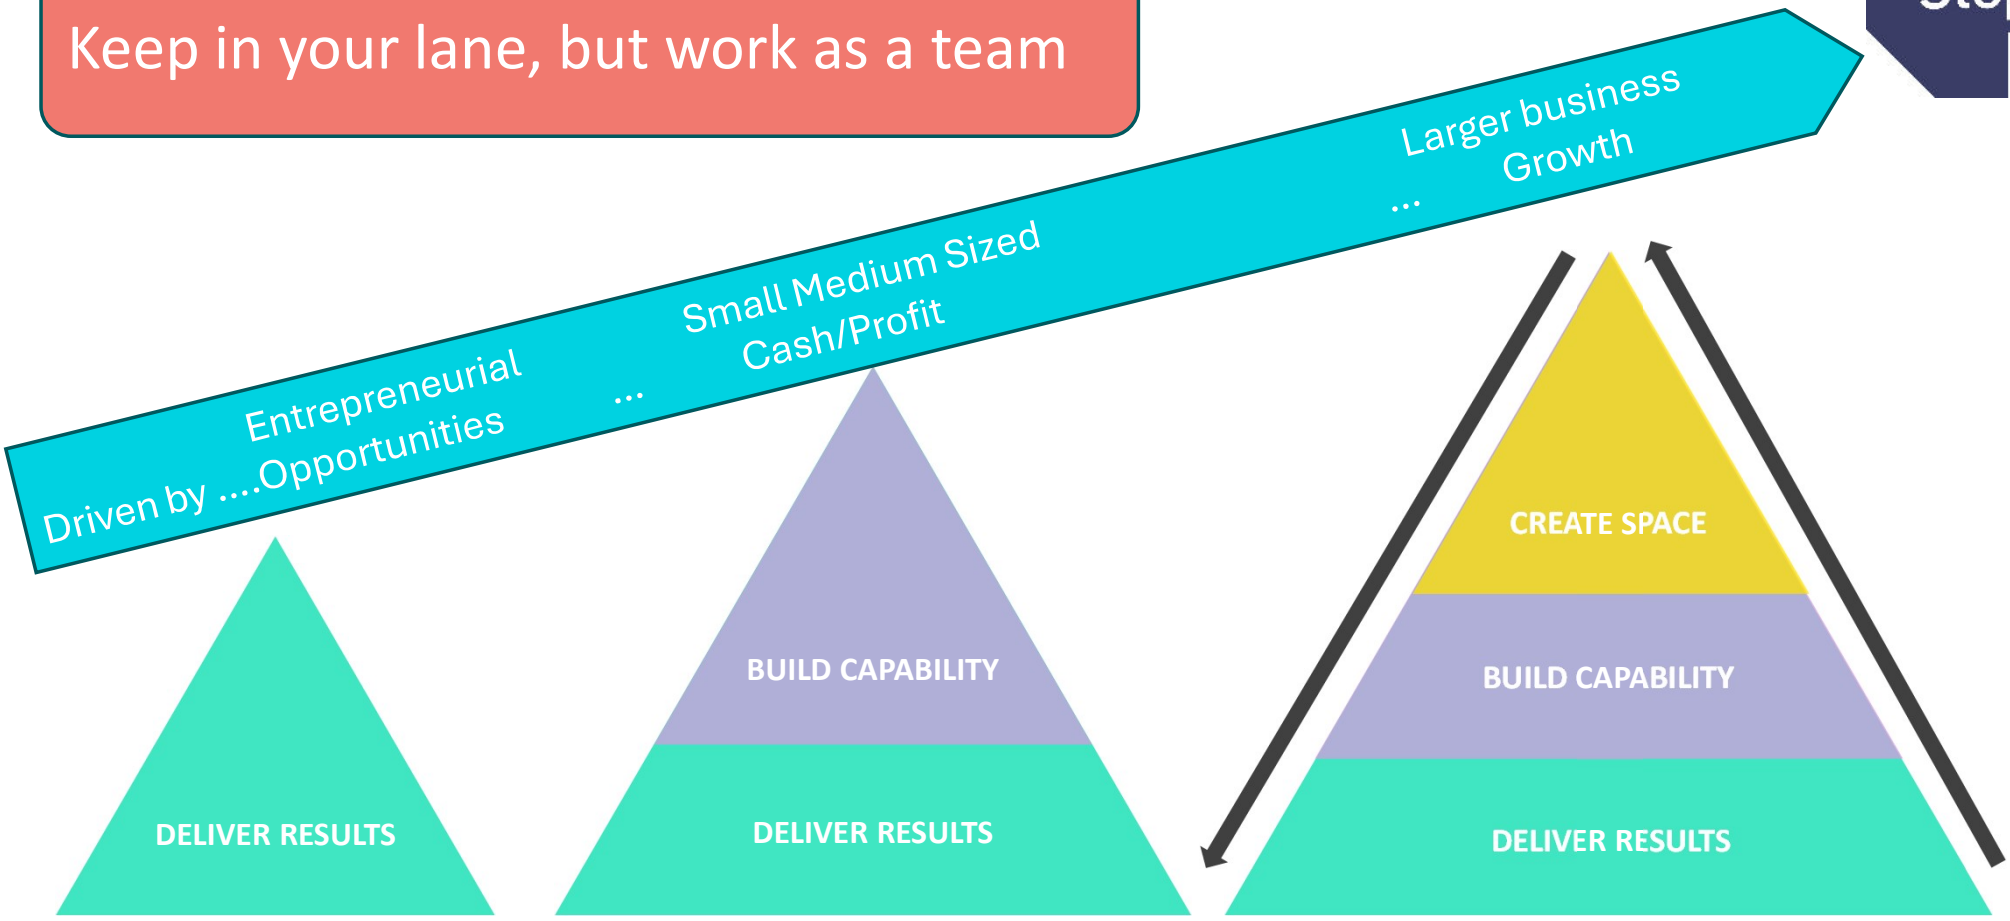 Keep in your lane, but work as a team
Larger business
Growth
...
Small Medium Sized
Cash/Profit
...
Entrepreneurial
Driven by ....Opportunities
CREATE SPACE
BUILD CAPABILITY
BUILD CAPABILITY
DELIVER RESULTS
DELIVER RESULTS
DELIVER RESULTS